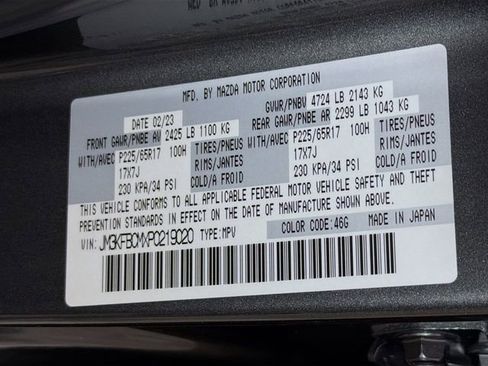 MFD. BY MAZDA MOTOR CORPORATION
DATE 02/23 GVWR/PNBV 4724 LB 2143 KG
FRONT GAWR/PNBE AV 2425 LB 1100 KG REAR GAWR/PNBE AR 2299 LB 1043 KG
WITH/AVEC P225/65R17 100H TIRES/PNEUS WITH/AVEC P225/65R17 100H TIRES/PNEUS
17X7J RIMS/JANTES 17X7J RIMS/JANTES
230 KPA/34 PSI COLD/A FROID 230 KPA/34 PSI COLD/A FROID
THIS VEHICLE CONFORMS TO ALL APPLICABLE FEDERAL MOTOR VEHICLE SAFETY AND THEFT
PREVENTION STANDARDS IN EFFECT ON THE DATE OF MANUFACTURE SHOWN ABOVE.
VIN: JM3KFBCMXP0219020 TYPE: MPV COLOR CODE: 46G MADE IN JAPAN